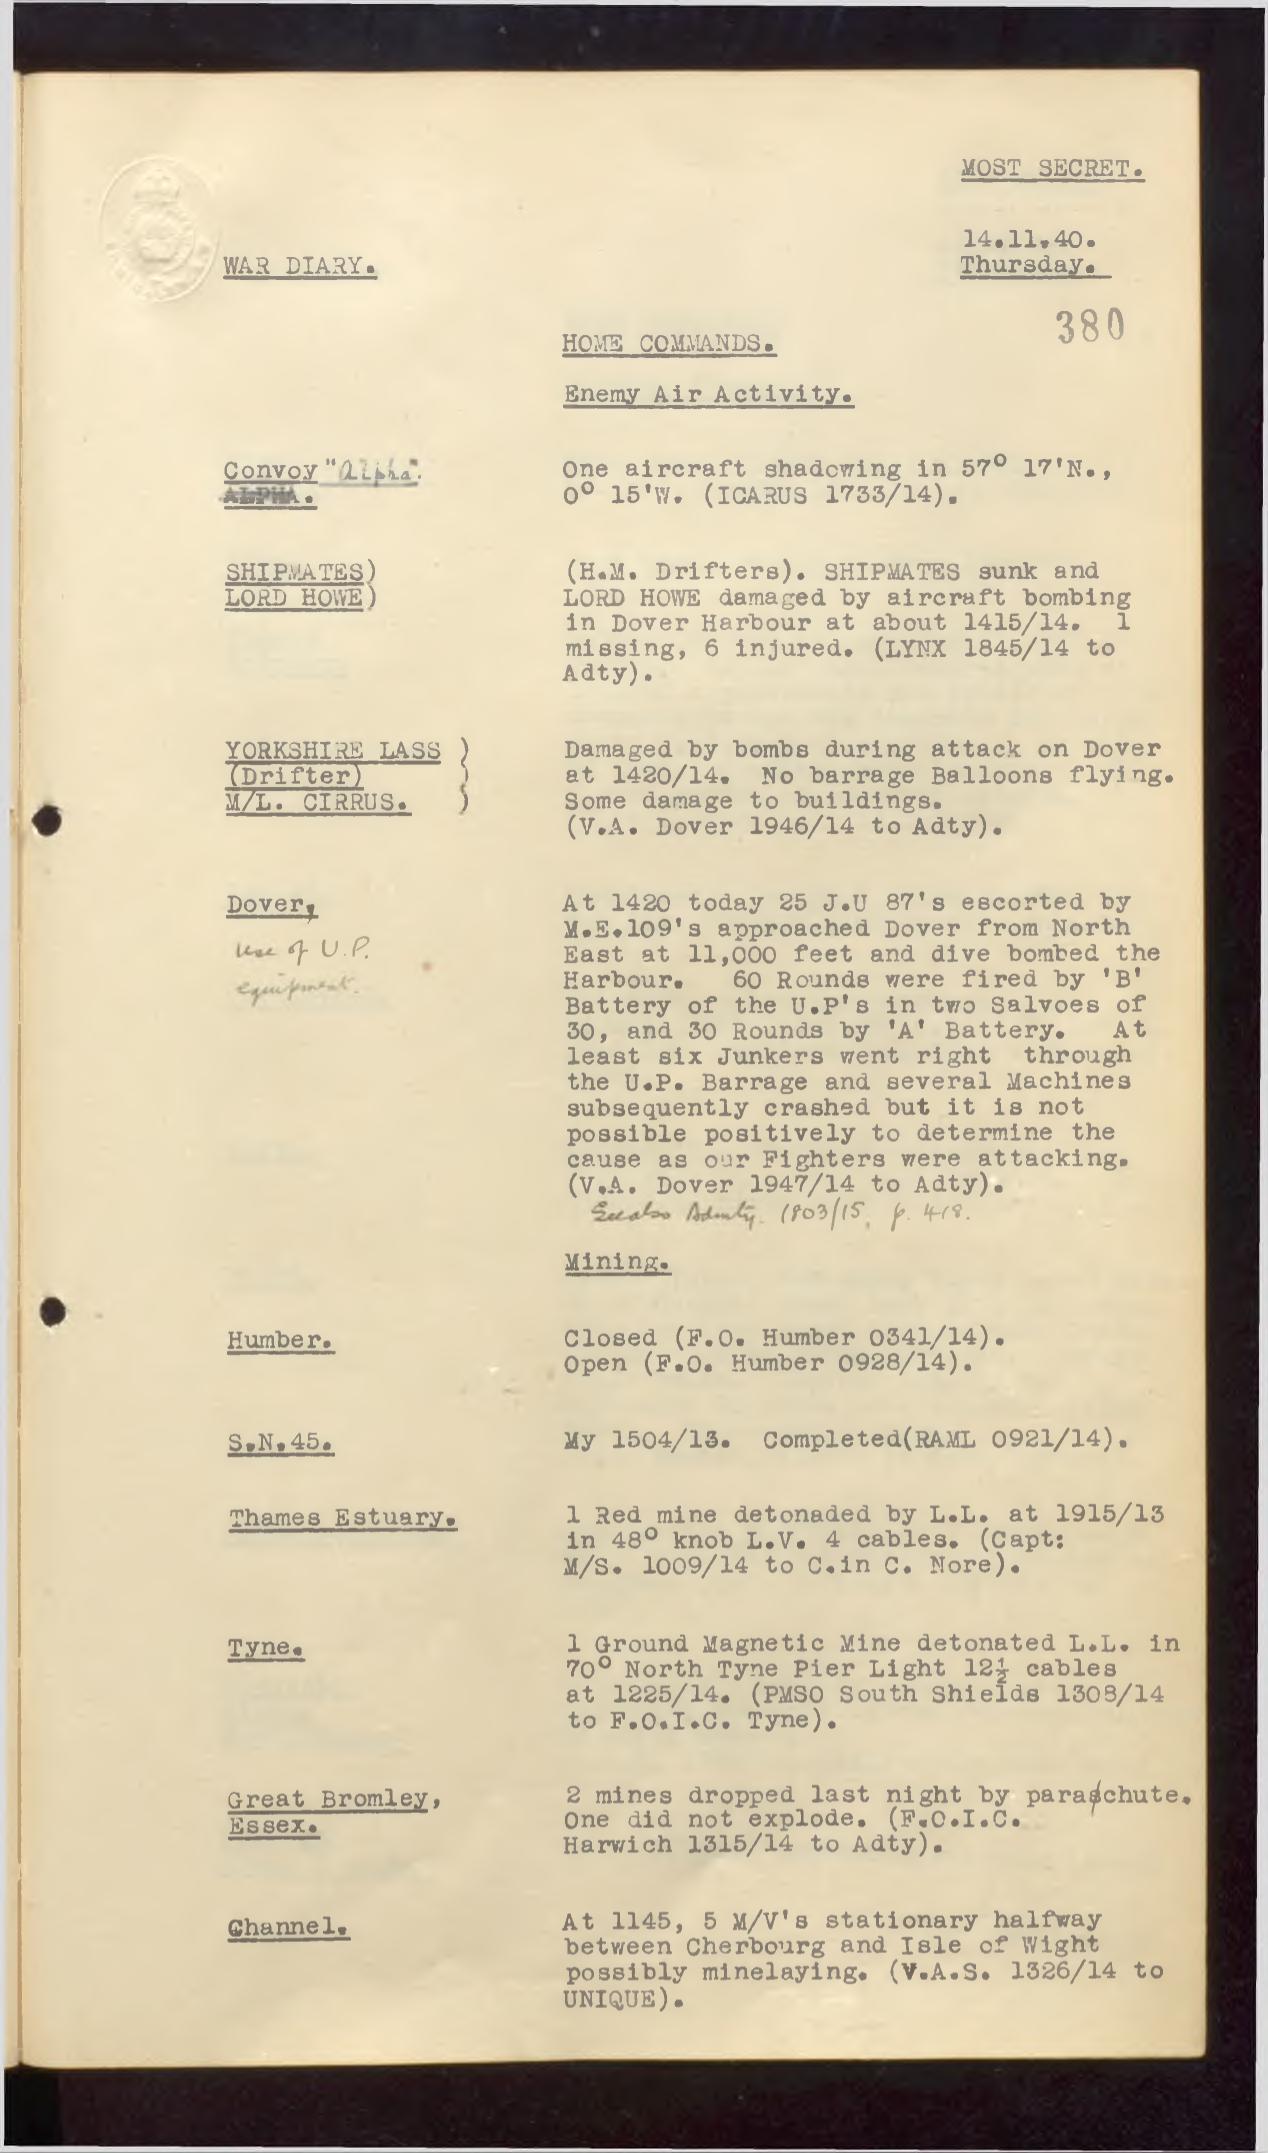 MOST SECRET.
14.11.40.
Thursday.
WAR DIARY.
380
HOME COMMANDS.
Enemy Air Activity.
Convoy "Alpha".
ALPHA.
One aircraft shadowing in 57° 17'N.,
0° 15'W. (ICARUS 1733/14).
SHIPMATES)
LORD HOWE)
(H.M. Drifters). SHIPMATES sunk and
LORD HOWE damaged by aircraft bombing
in Dover Harbour at about 1415/14. 1
missing, 6 injured. (LYNX 1845/14 to
Adty).
YORKSHIRE LASS )
(Drifter) )
M/L. CIRRUS. )
Damaged by bombs during attack on Dover
at 1420/14. No barrage Balloons flying.
Some damage to buildings.
(V.A. Dover 1946/14 to Adty).
Dover,
use of U.P.
equipment.
At 1420 today 25 J.U 87's escorted by
M.E.109's approached Dover from North
East at 11,000 feet and dive bombed the
Harbour. 60 Rounds were fired by 'B'
Battery of the U.P's in two Salvoes of
30, and 30 Rounds by 'A' Battery. At
least six Junkers went right through
the U.P. Barrage and several Machines
subsequently crashed but it is not
possible positively to determine the
cause as our Fighters were attacking.
(V.A. Dover 1947/14 to Adty).
See also Admty. 1803/15, p. 418.
Mining.
Humber.
Closed (F.O. Humber 0341/14).
Open (F.O. Humber 0928/14).
S.N.45.
My 1504/13. Completed(RAML 0921/14).
Thames Estuary.
1 Red mine detonaded by L.L. at 1915/13
in 48° knob L.V. 4 cables. (Capt:
M/S. 1009/14 to C.in C. Nore).
Tyne.
1 Ground Magnetic Mine detonated L.L. in
70° North Tyne Pier Light 12½ cables
at 1225/14. (PMSO South Shields 1308/14
to F.O.I.C. Tyne).
Great Bromley,
Essex.
2 mines dropped last night by parachute.
One did not explode. (F.O.I.C.
Harwich 1315/14 to Adty).
Channel.
At 1145, 5 M/V's stationary halfway
between Cherbourg and Isle of Wight
possibly minelaying. (V.A.S. 1326/14 to
UNIQUE).